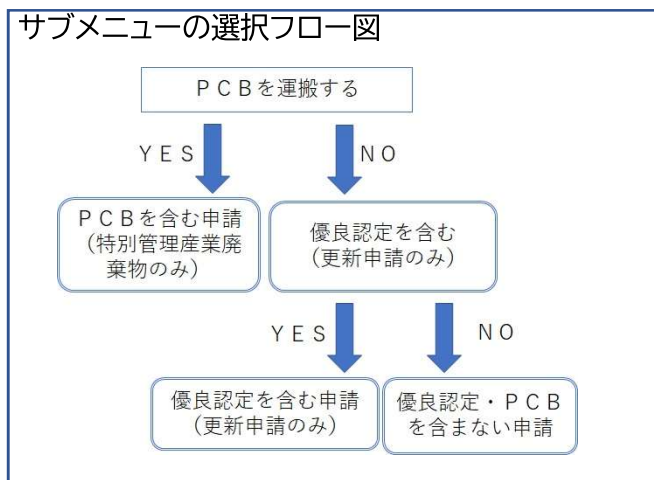 サブメニューの選択フロー図
ＰＣＢを運搬する
ＹＥＳ
ＮＯ
ＰＣＢを含む申請
（特別管理産業廃
棄物のみ）
優良認定を含む
（更新申請のみ）
ＹＥＳ
ＮＯ
優良認定を含む申請
（更新申請のみ）
優良認定・ＰＣＢ
を含まない申請